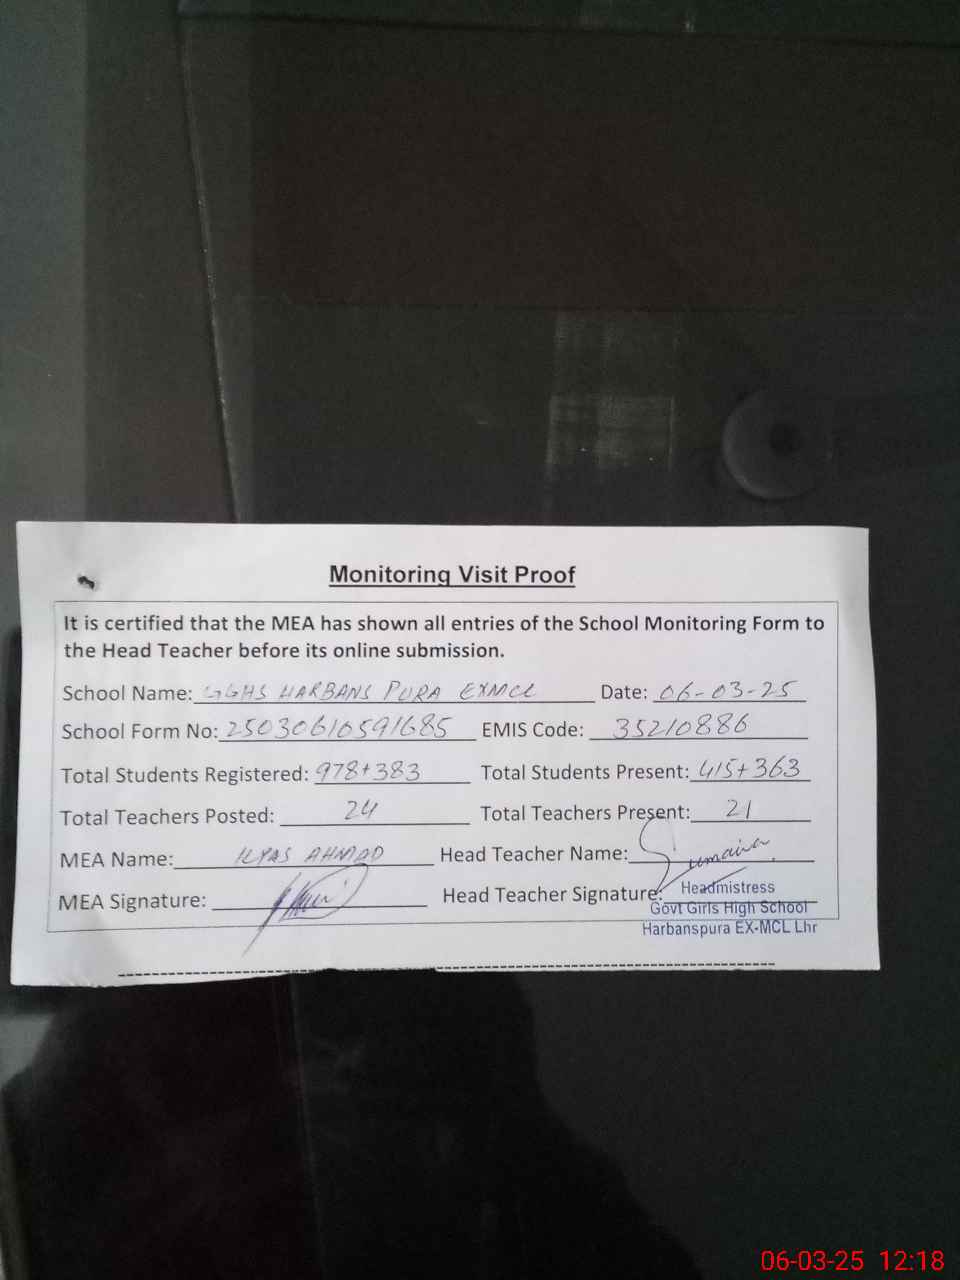 Monitoring Visit Proof
It is certified that the MEA has shown all entries of the School Monitoring Form to
the Head Teacher before its online submission.
School Name: GGHS HARBANS PURA EXMCL Date: 06-03-25
School Form No: 25030610591685 EMIS Code: 35210886
Total Students Registered: 978+383 Total Students Present: 415+363
Total Teachers Posted: 24 Total Teachers Present: 21
MEA Name: ILYAS AHMAD Head Teacher Name: Sumaira
MEA Signature: Head Teacher Signature:
Headmistress
Govt Girls High School
Harbanspura EX-MCL Lhr
06-03-25 12:18